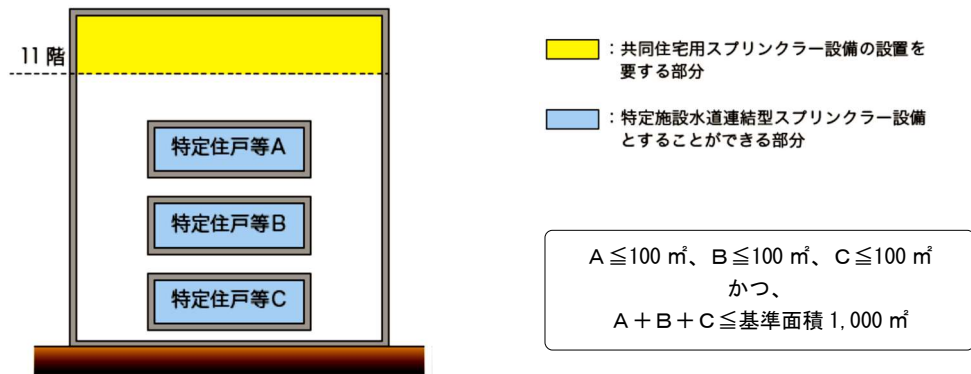 11 階
特定住戸等A
特定住戸等B
特定住戸等C
：共同住宅用スプリンクラー設備の設置を
要する部分
：特定施設水道連結型スプリンクラー設備
とすることができる部分
A≦100 ㎡、B≦100 ㎡、C≦100 ㎡
かつ、
A＋B＋C≦基準面積 1,000 ㎡